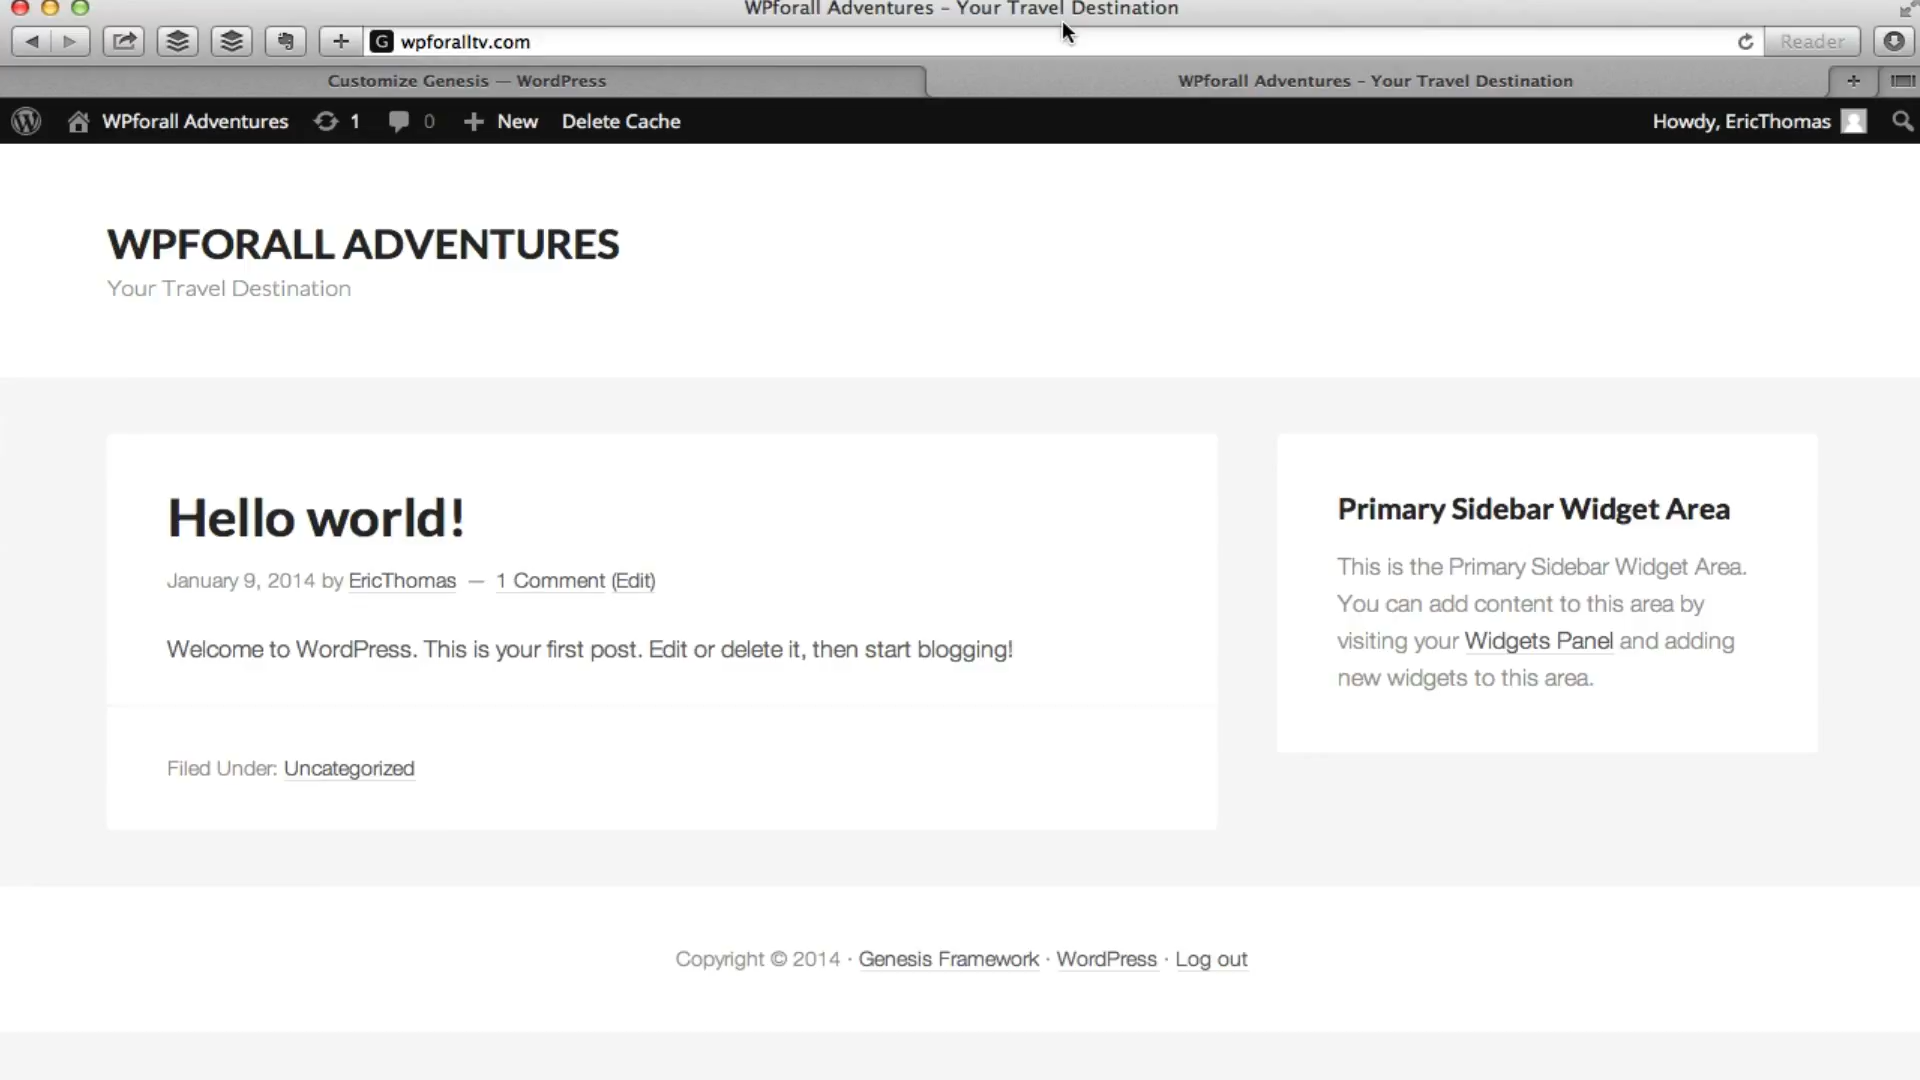 WPforall Adventures – Your Travel Destination
G wpforalltv.com Reader
Customize Genesis — WordPress WPforall Adventures – Your Travel Destination +
WPforall Adventures 1 0 + New Delete Cache Howdy, EricThomas
WPFORALL ADVENTURES
Your Travel Destination
Hello world!
January 9, 2014 by EricThomas — 1 Comment (Edit)
Welcome to WordPress. This is your first post. Edit or delete it, then start blogging!
Filed Under: Uncategorized
Primary Sidebar Widget Area
This is the Primary Sidebar Widget Area.
You can add content to this area by
visiting your Widgets Panel and adding
new widgets to this area.
Copyright © 2014 · Genesis Framework · WordPress · Log out